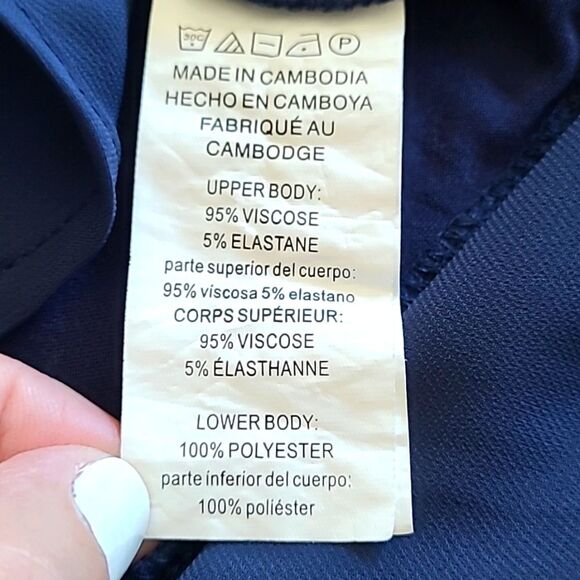 30C P
MADE IN CAMBODIA
HECHO EN CAMBOYA
FABRIQUÉ AU
CAMBODGE
UPPER BODY:
95% VISCOSE
5% ELASTANE
parte superior del cuerpo:
95% viscosa 5% elastano
CORPS SUPÉRIEUR:
95% VISCOSE
5% ÉLASTHANNE
LOWER BODY:
100% POLYESTER
parte inferior del cuerpo:
100% poliéster